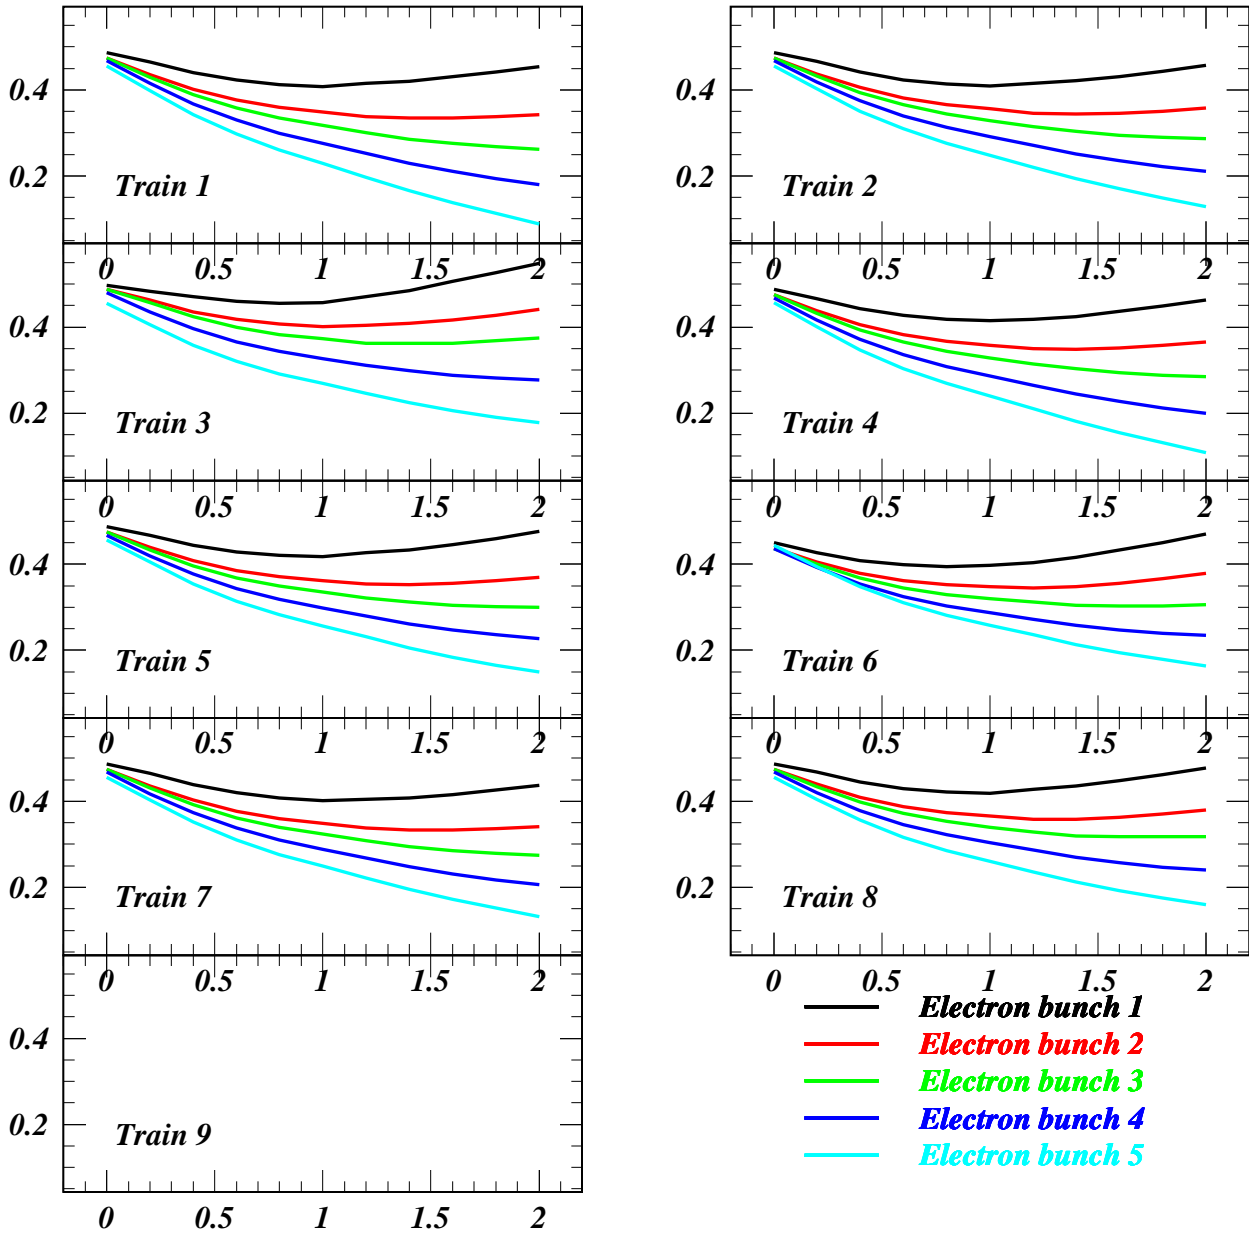 0.4
0.2
Train 1
0.4
0.2
Train 2
0 0.5 1 1.5 2
0 0.5 1 1.5 2
0.4
0.2
Train 3
0.4
0.2
Train 4
0 0.5 1 1.5 2
0 0.5 1 1.5 2
0.4
0.2
Train 5
0.4
0.2
Train 6
0 0.5 1 1.5 2
0 0.5 1 1.5 2
0.4
0.2
Train 7
0.4
0.2
Train 8
0 0.5 1 1.5 2
0 0.5 1 1.5 2
0.4
0.2
Train 9
0 0.5 1 1.5 2
Electron bunch 1
Electron bunch 2
Electron bunch 3
Electron bunch 4
Electron bunch 5